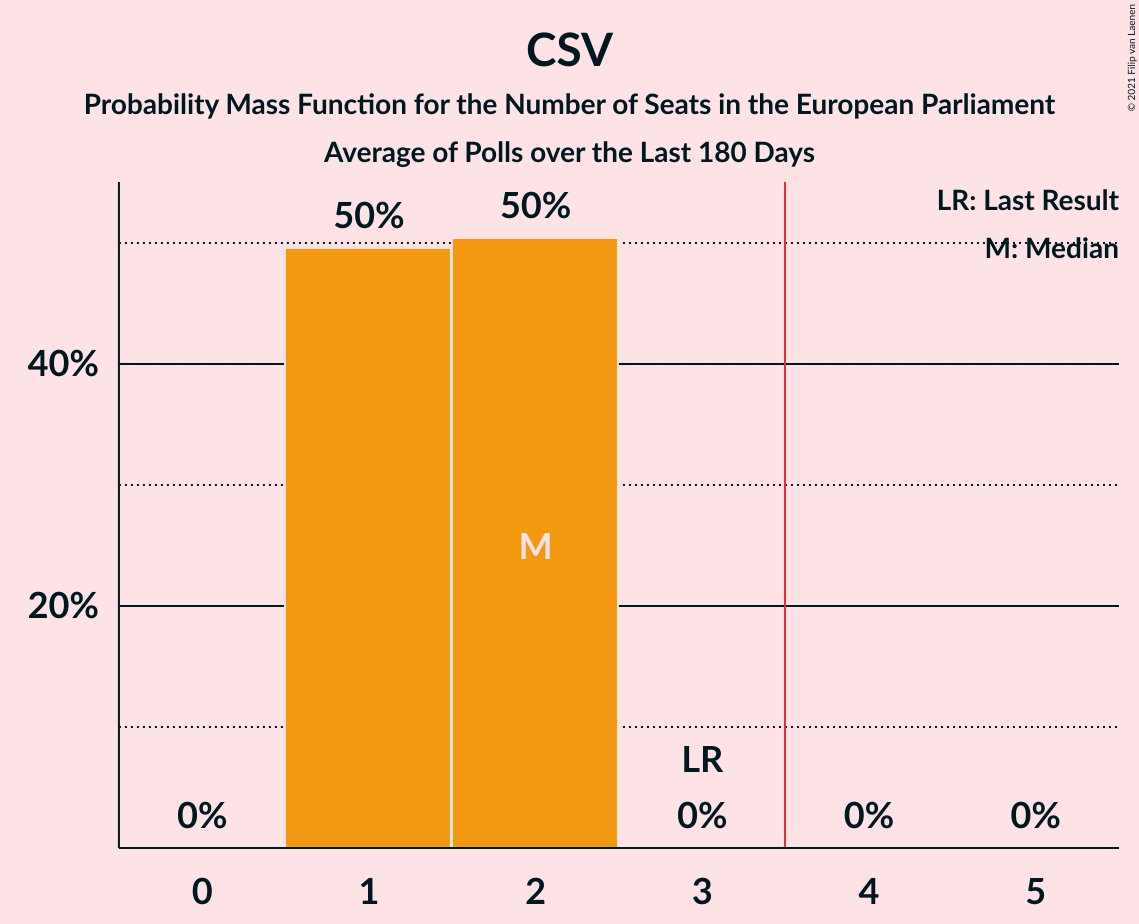 CSV
Probability Mass Function for the Number of Seats in the European Parliament
Average of Polls over the Last 180 Days
© 2021 Filip van Laenen
LR: Last Result
M: Median
50%
50%
40%
20%
M
LR
0%
0%
0%
0%
0
1
2
3
4
5